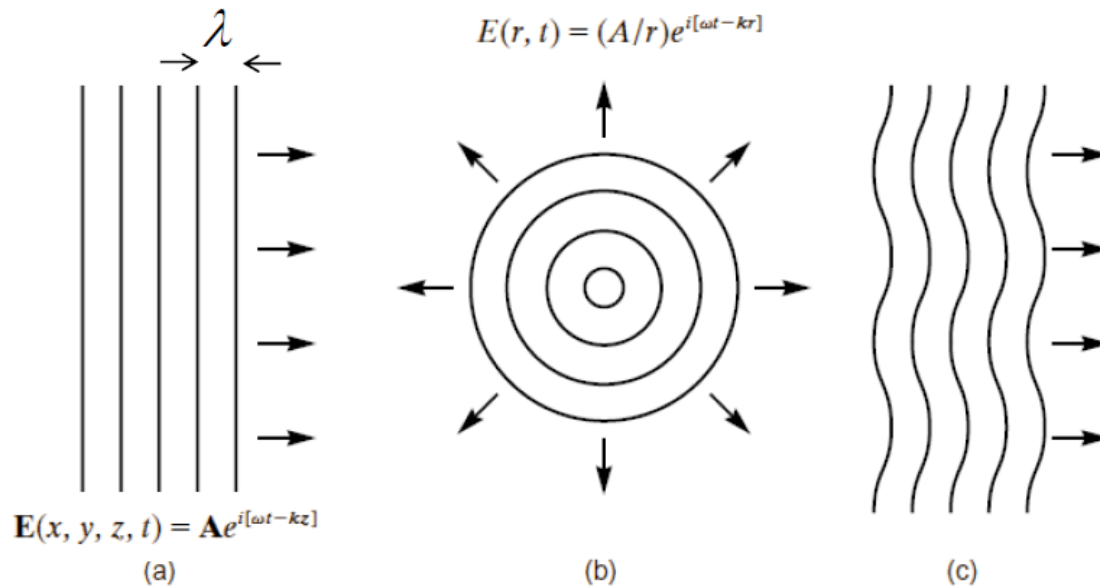 λ
E(r, t) = (A/r)e^{i[ωt−kr]}
E(x, y, z, t) = Ae^{i[ωt−kz]}
(a)
(b)
(c)